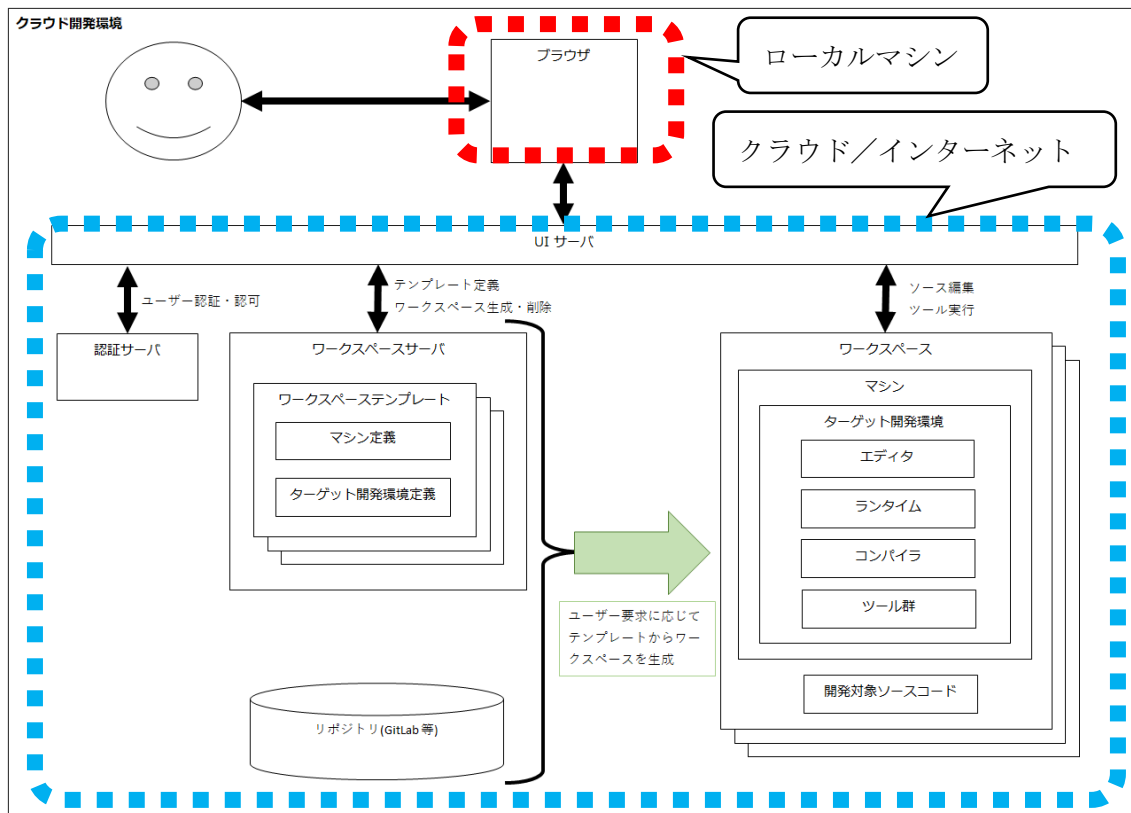 クラウド開発環境
ブラウザ
ローカルマシン
クラウド／インターネット
UI サーバ
ユーザー認証・認可
テンプレート定義
ワークスペース生成・削除
ソース編集
ツール実行
認証サーバ
ワークスペースサーバ
ワークスペーステンプレート
マシン定義
ターゲット開発環境定義
ワークスペース
マシン
ターゲット開発環境
エディタ
ランタイム
コンパイラ
ツール群
開発対象ソースコード
ユーザー要求に応じて
テンプレートからワー
クスペースを生成
リポジトリ(GitLab 等)